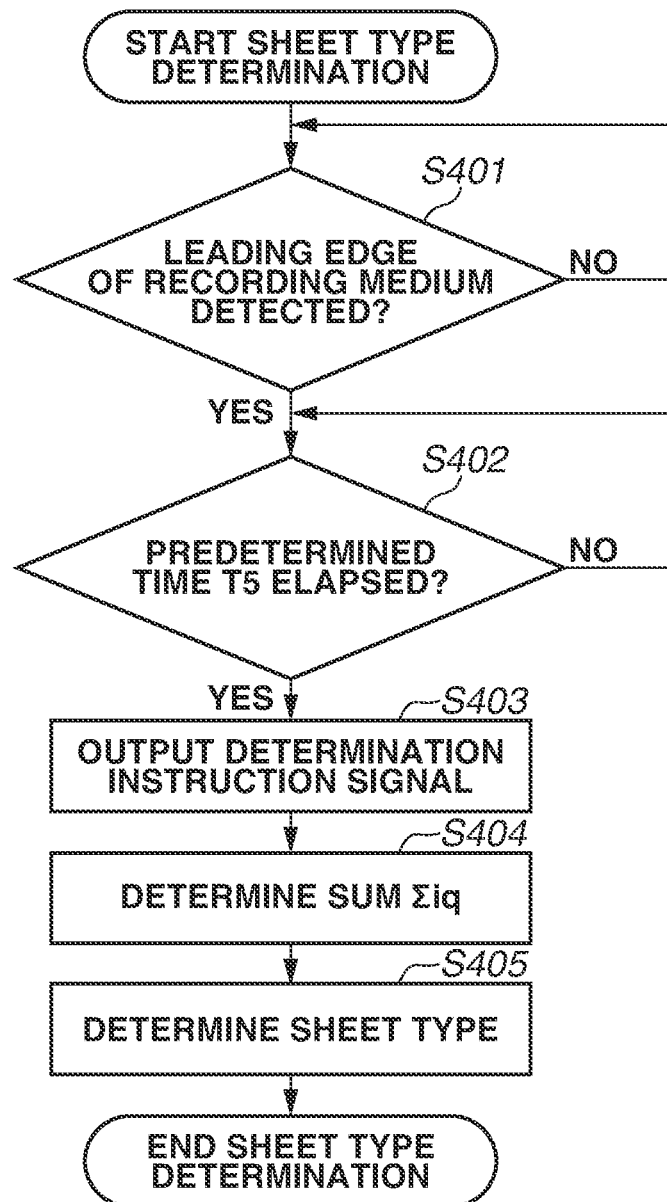 START SHEET TYPE
DETERMINATION
S401
LEADING EDGE
OF RECORDING MEDIUM
DETECTED?
NO
YES
S402
PREDETERMINED
TIME T5 ELAPSED?
NO
YES
S403
OUTPUT DETERMINATION
INSTRUCTION SIGNAL
S404
DETERMINE SUM Σiq
S405
DETERMINE SHEET TYPE
END SHEET TYPE
DETERMINATION